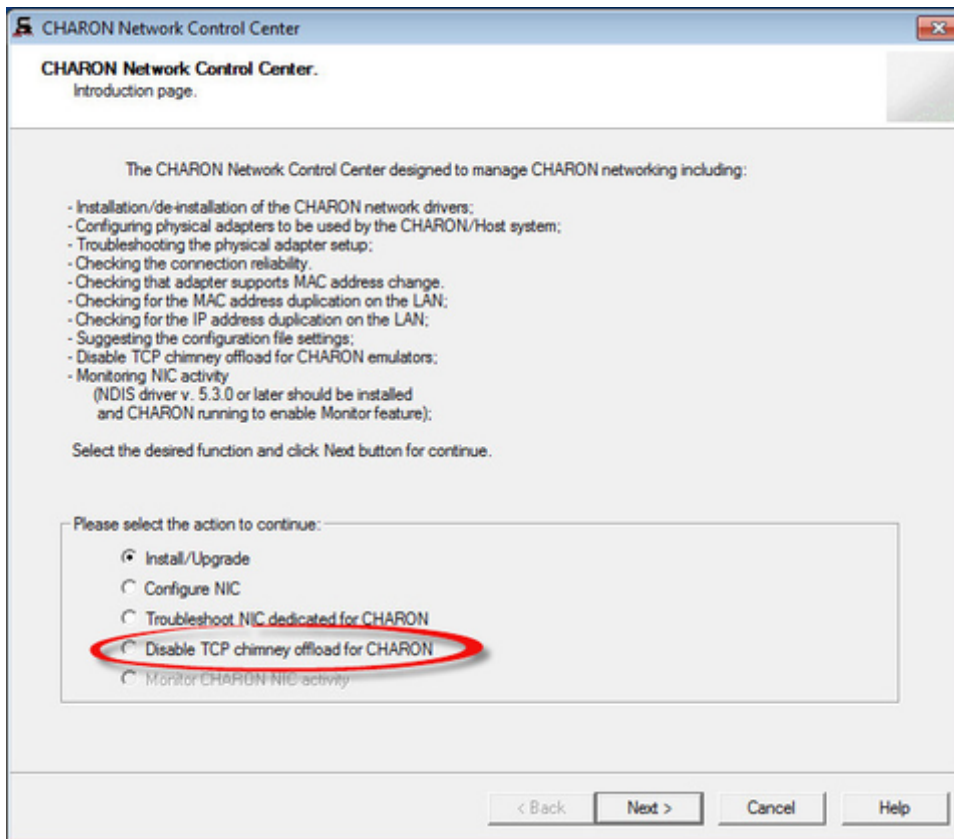 CHARON Network Control Center
CHARON Network Control Center.
Introduction page.
The CHARON Network Control Center designed to manage CHARON networking including:
- Installation/de-installation of the CHARON network drivers;
- Configuring physical adapters to be used by the CHARON/Host system;
- Troubleshooting the physical adapter setup;
- Checking the connection reliability.
- Checking that adapter supports MAC address change.
- Checking for the MAC address duplication on the LAN;
- Checking for the IP address duplication on the LAN;
- Suggesting the configuration file settings;
- Disable TCP chimney offload for CHARON emulators;
- Monitoring NIC activity
(NDIS driver v. 5.3.0 or later should be installed
and CHARON running to enable Monitor feature);
Select the desired function and click Next button for continue.
Please select the action to continue:
Install/Upgrade
Configure NIC
Troubleshoot NIC dedicated for CHARON
Disable TCP chimney offload for CHARON
Monitor CHARON NIC activity
< Back Next > Cancel Help